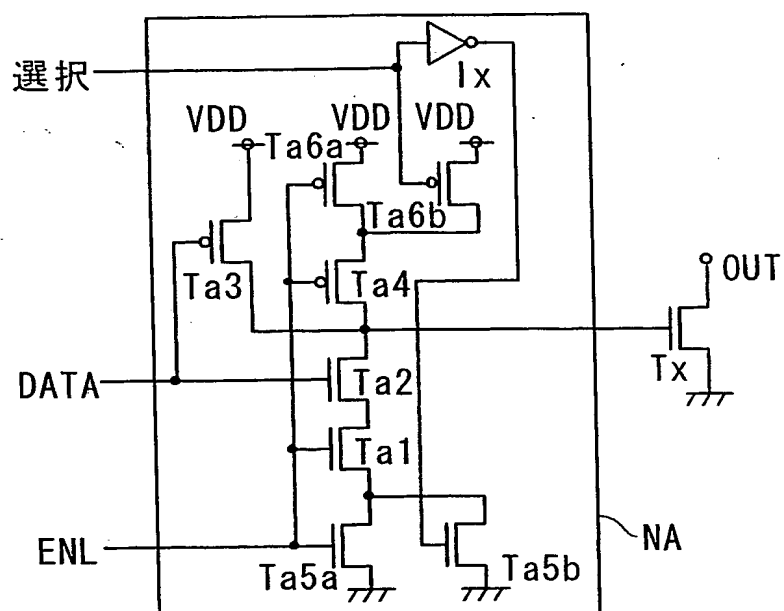 選択
Ix
VDD
Ta6a
VDD
VDD
Ta6b
Ta3
Ta4
OUT
Tx
DATA
Ta2
Ta1
ENL
Ta5a
Ta5b
NA